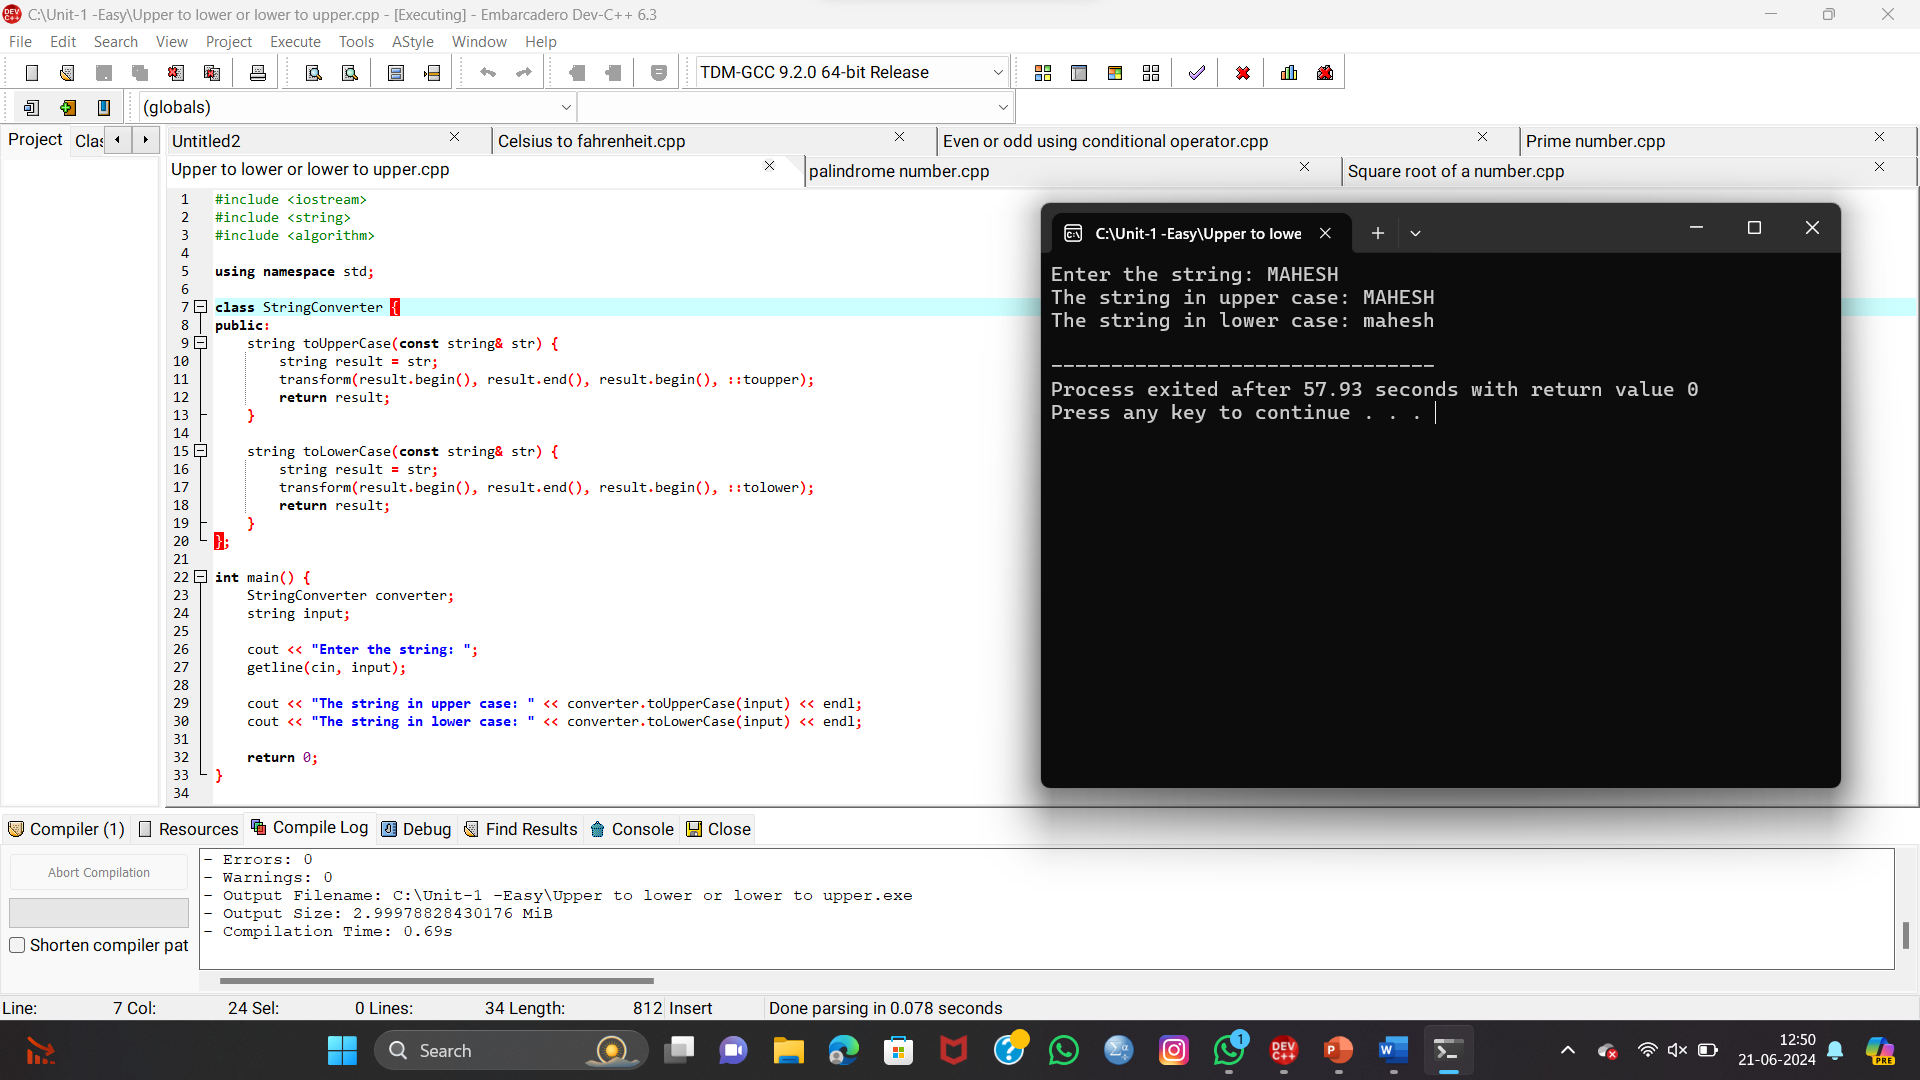 C:\Unit-1 -Easy\Upper to lower or lower to upper.cpp - [Executing] - Embarcadero Dev-C++ 6.3
File Edit Search View Project Execute Tools AStyle Window Help
TDM-GCC 9.2.0 64-bit Release
(globals)
Project Clas
Untitled2 Celsius to fahrenheit.cpp Even or odd using conditional operator.cpp Prime number.cpp
Upper to lower or lower to upper.cpp palindrome number.cpp Square root of a number.cpp
1 #include <iostream>
2 #include <string>
3 #include <algorithm>
4
5 using namespace std;
6
7 class StringConverter {
8 public:
9 string toUpperCase(const string& str) {
10 string result = str;
11 transform(result.begin(), result.end(), result.begin(), ::toupper);
12 return result;
13 }
14
15 string toLowerCase(const string& str) {
16 string result = str;
17 transform(result.begin(), result.end(), result.begin(), ::tolower);
18 return result;
19 }
20 };
21
22 int main() {
23 StringConverter converter;
24 string input;
25
26 cout << "Enter the string: ";
27 getline(cin, input);
28
29 cout << "The string in upper case: " << converter.toUpperCase(input) << endl;
30 cout << "The string in lower case: " << converter.toLowerCase(input) << endl;
31
32 return 0;
33 }
34
C:\Unit-1 -Easy\Upper to lowe
Enter the string: MAHESH
The string in upper case: MAHESH
The string in lower case: mahesh
--------------------------------
Process exited after 57.93 seconds with return value 0
Press any key to continue . . .
Compiler (1) Resources Compile Log Debug Find Results Console Close
Abort Compilation
Shorten compiler pat
- Errors: 0
- Warnings: 0
- Output Filename: C:\Unit-1 -Easy\Upper to lower or lower to upper.exe
- Output Size: 2.99978828430176 MiB
- Compilation Time: 0.69s
Line: 7 Col: 24 Sel: 0 Lines: 34 Length: 812 Insert Done parsing in 0.078 seconds
Search
1
DEV C++
PRE
12:50
21-06-2024